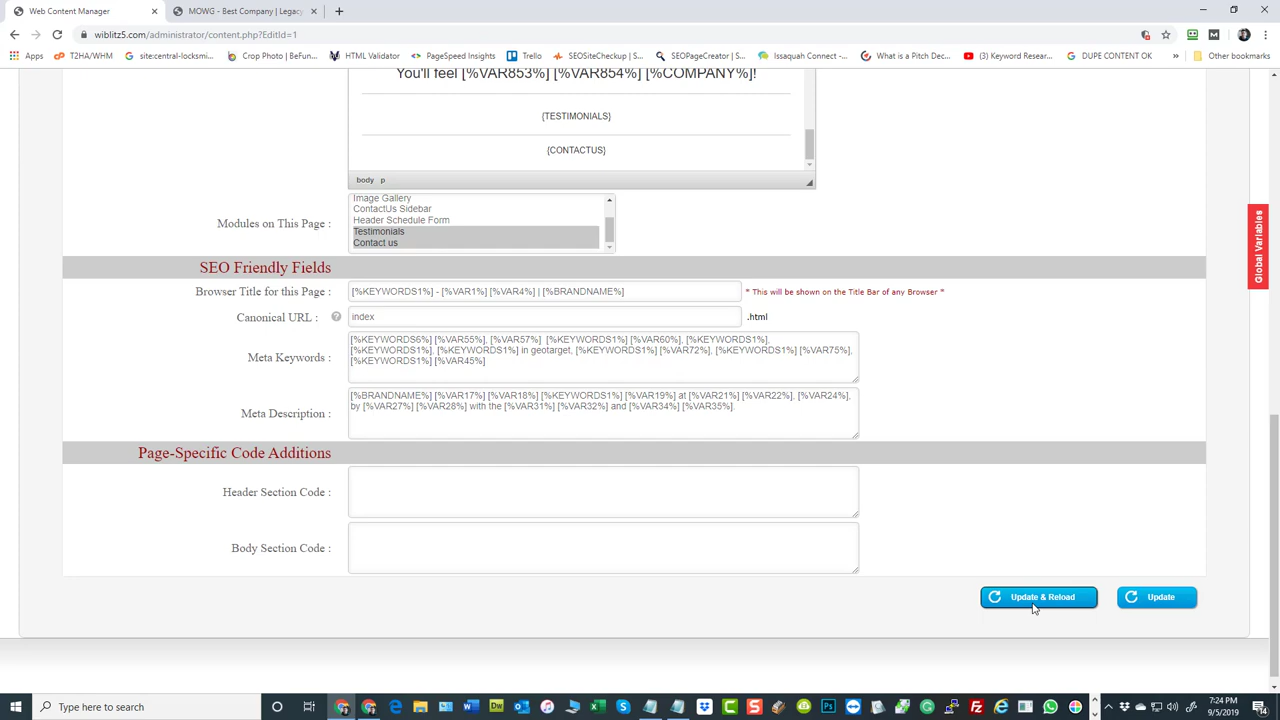 Web Content Manager
MOWG - Best Company | Legacy
wiblitz5.com/administrator/content.php?EditId=1
Apps
T2HA/WHM
site:central-locksmi...
Crop Photo | BeFun...
HTML Validator
PageSpeed Insights
Trello
SEOSiteCheckup | S...
SEOPageCreator | S...
Issaquah Connect -...
What is a Pitch Dec...
(3) Keyword Resear...
DUPE CONTENT OK
Other bookmarks
You'll feel [%VAR853%] [%VAR854%] [%COMPANY%]!
{TESTIMONIALS}
{CONTACTUS}
body p
Modules on This Page :
Image Gallery
ContactUs Sidebar
Header Schedule Form
Testimonials
Contact us
SEO Friendly Fields
Browser Title for this Page :
[%KEYWORDS1%] - [%VAR1%] [%VAR4%] | [%BRANDNAME%]
* This will be shown on the Title Bar of any Browser *
Canonical URL :
index
.html
Meta Keywords :
[%KEYWORDS6%] [%VAR55%], [%VAR57%] [%KEYWORDS1%] [%VAR60%], [%KEYWORDS1%],
[%KEYWORDS1%], [%KEYWORDS1%] in geotarget, [%KEYWORDS1%] [%VAR72%], [%KEYWORDS1%] [%VAR75%],
[%KEYWORDS1%] [%VAR45%]
Meta Description :
[%BRANDNAME%] [%VAR17%] [%VAR18%] [%KEYWORDS1%] [%VAR19%] at [%VAR21%] [%VAR22%], [%VAR24%],
by [%VAR27%] [%VAR28%] with the [%VAR31%] [%VAR32%] and [%VAR34%] [%VAR35%].
Page-Specific Code Additions
Header Section Code :
Body Section Code :
Update & Reload
Update
Global Variables
Type here to search
7:24 PM
9/5/2019